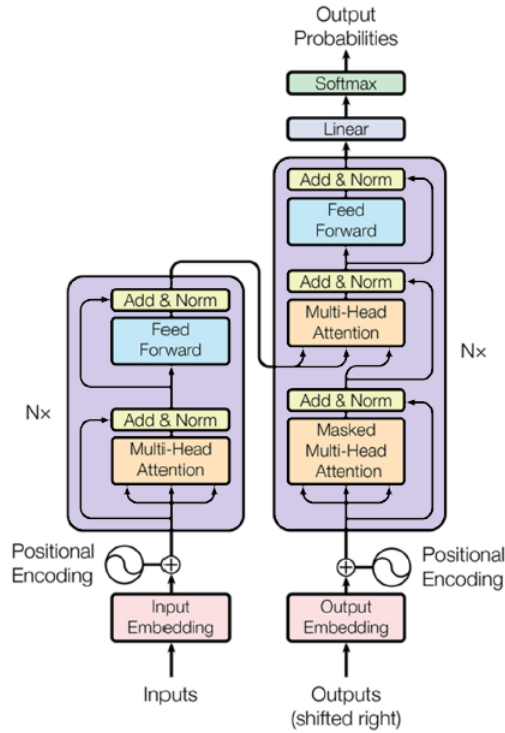 Output
Probabilities
Softmax
Linear
Add & Norm
Feed
Forward
Add & Norm
Multi-Head
Attention
Nx
Add & Norm
Masked
Multi-Head
Attention
Add & Norm
Feed
Forward
Nx
Add & Norm
Multi-Head
Attention
Positional
Encoding
Positional
Encoding
Input
Embedding
Output
Embedding
Inputs
Outputs
(shifted right)